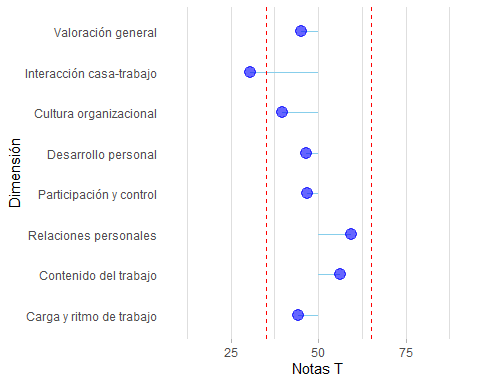 Valoración general
Interacción casa-trabajo
Cultura organizacional
Desarrollo personal
Participación y control
Relaciones personales
Contenido del trabajo
Carga y ritmo de trabajo
Dimensión
25 50 75
Notas T